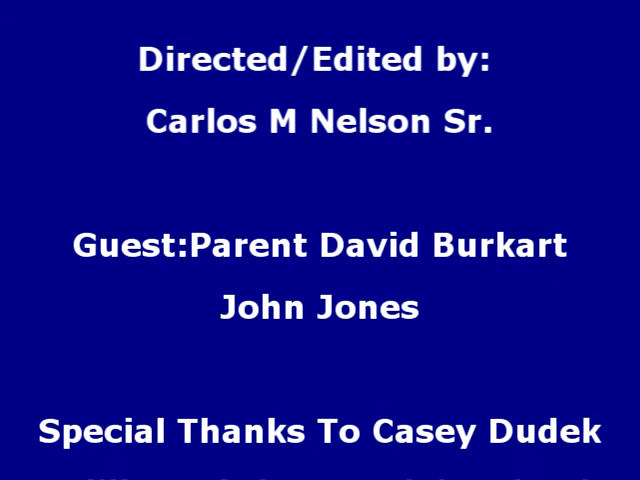 Directed/Edited by:
Carlos M Nelson Sr.
Guest:Parent David Burkart
John Jones
Special Thanks To Casey Dudek